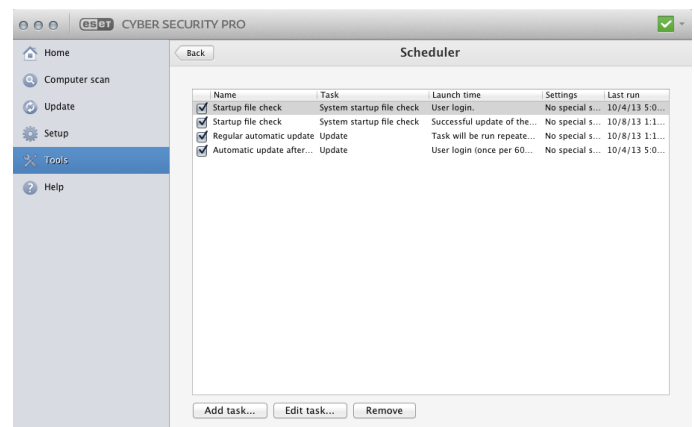 eseT CYBER SECURITY PRO
Home
Computer scan
Update
Setup
Tools
Help
Back
Scheduler
Name Task Launch time Settings Last run
Startup file check System startup file check User login. No special s... 10/4/13 5:0...
Startup file check System startup file check Successful update of the... No special s... 10/8/13 1:1...
Regular automatic update Update Task will be run repeate... No special s... 10/8/13 1:1...
Automatic update after... Update User login (once per 60... No special s... 10/4/13 5:0...
Add task... Edit task... Remove